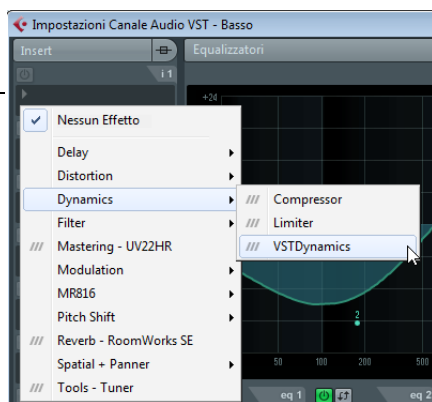 Impostazioni Canale Audio VST - Basso
Insert
Equalizzatori
i 1
+24
Nessun Effetto
Delay
Distortion
Dynamics
Compressor
Filter
Limiter
Mastering - UV22HR
VSTDynamics
Modulation
MR816
Pitch Shift
2
Reverb - RoomWorks SE
Spatial + Panner
50 100 200 500
Tools - Tuner
eq 1 eq 2